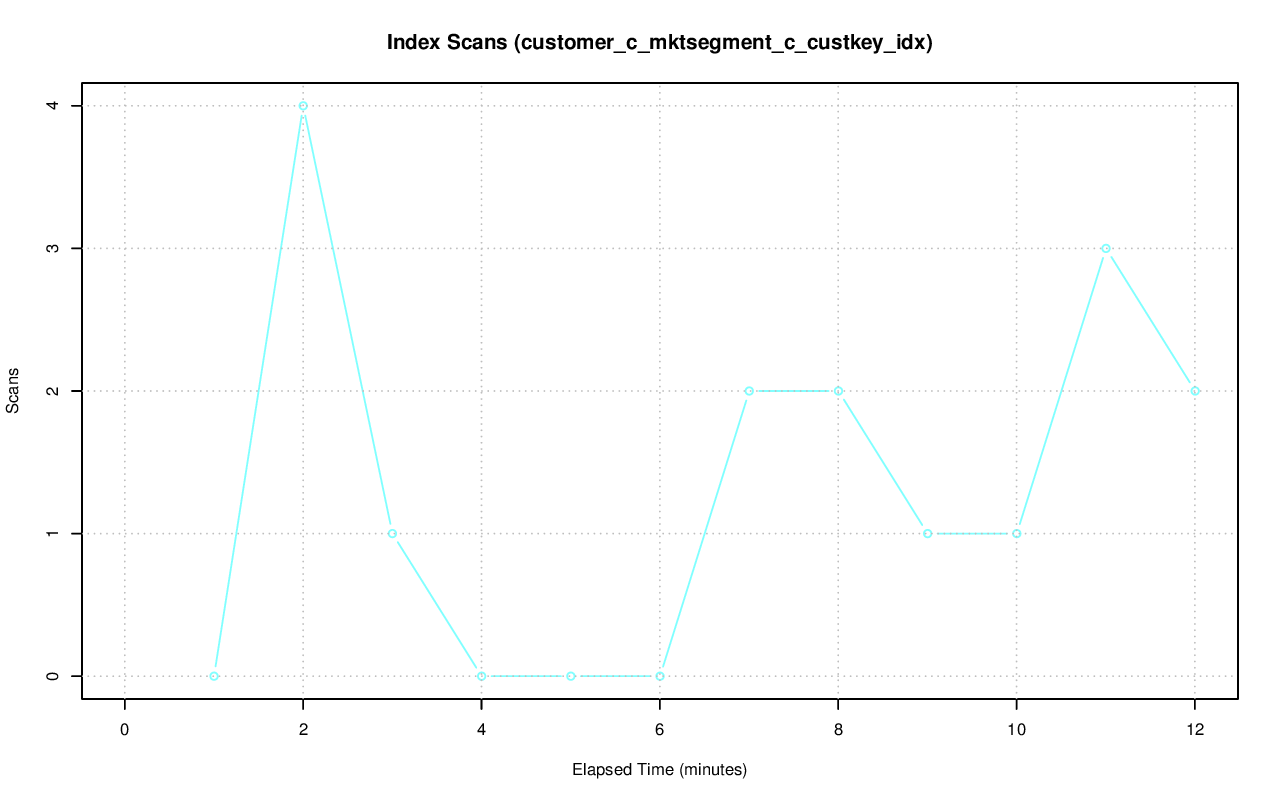 Index Scans (customer_c_mktsegment_c_custkey_idx)
4
3
2
1
0
Scans
0 2 4 6 8 10 12
Elapsed Time (minutes)